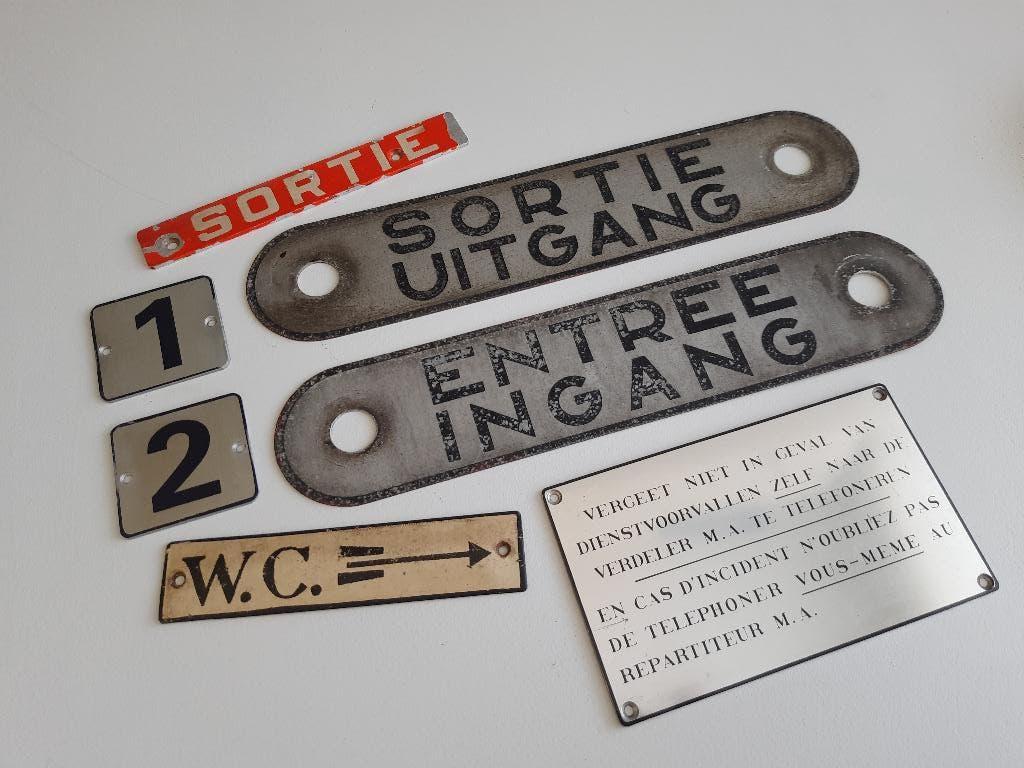 SORTIE
SORTIE
UITGANG
1
ENTREE
INGANG
2
W.C.
VERGEET NIET IN GEVAL VAN
DIENSTVOORVALLEN ZELF NAAR DE
VERDELER M.A. TE TELEFONEREN
EN CAS D'INCIDENT N'OUBLIEZ PAS
DE TELEPHONER VOUS-MEME AU
REPARTITEUR M.A.